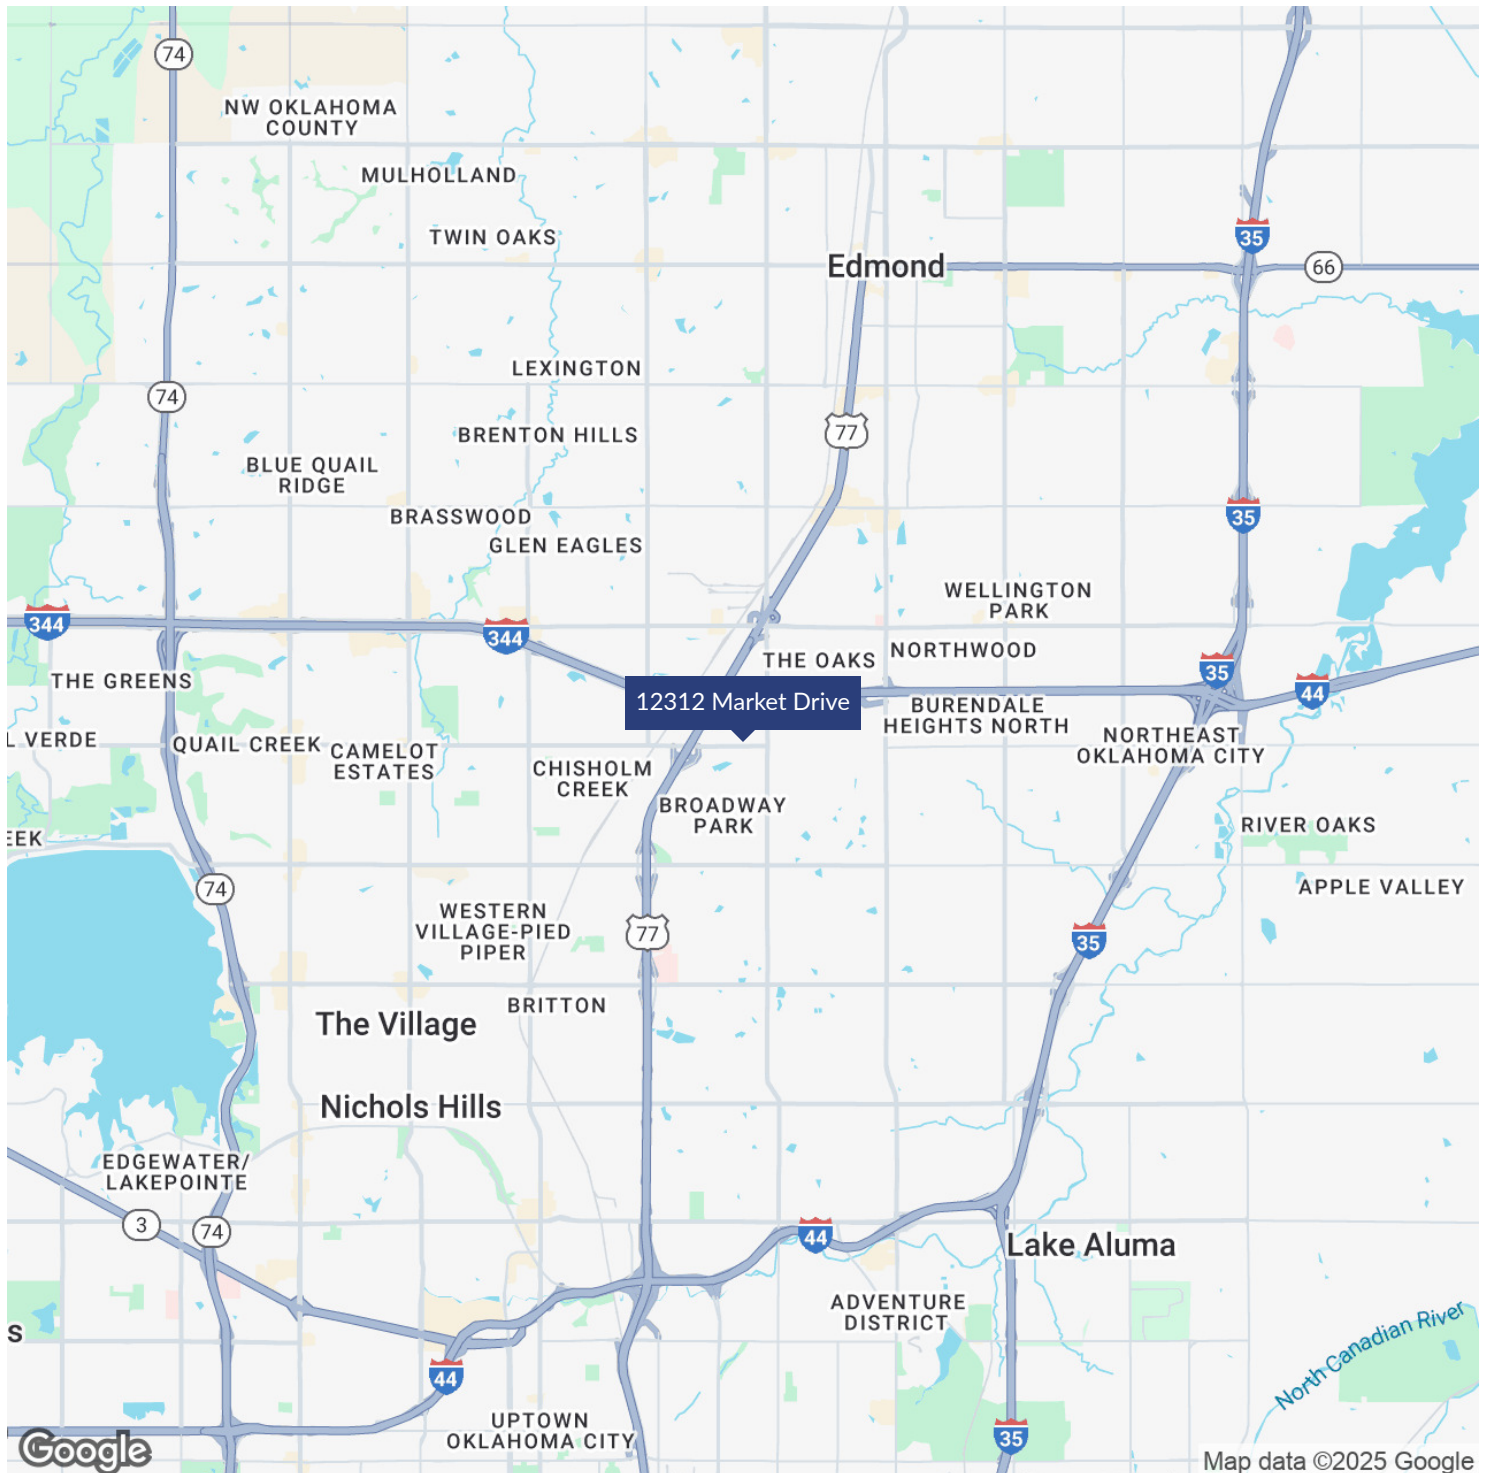 74
NW OKLAHOMA
COUNTY
MULHOLLAND
TWIN OAKS
35
Edmond
66
LEXINGTON
74
77
BRENTON HILLS
BLUE QUAIL
RIDGE
BRASSWOOD
35
GLEN EAGLES
WELLINGTON
PARK
344
344
NORTHWOOD
THE OAKS
35
THE GREENS
44
12312 Market Drive
BURENDALE
HEIGHTS NORTH
L VERDE
QUAIL CREEK
CAMELOT
ESTATES
NORTHEAST
OKLAHOMA CITY
CHISHOLM
CREEK
BROADWAY
PARK
RIVER OAKS
EEK
74
APPLE VALLEY
WESTERN
VILLAGE-PIED
PIPER
77
35
BRITTON
The Village
Nichols Hills
EDGEWATER/
LAKEPOINTE
3
74
44
Lake Aluma
ADVENTURE
DISTRICT
s
North Canadian River
44
UPTOWN
OKLAHOMA CITY
35
Google
Map data ©2025 Google